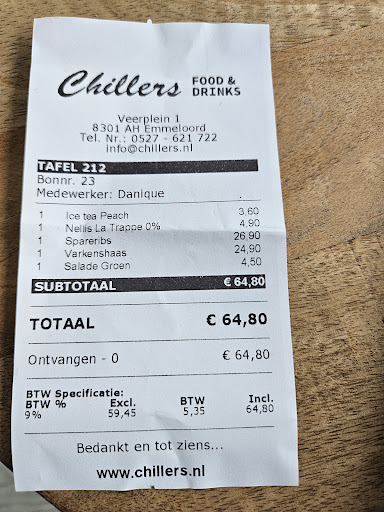 Chillers FOOD & DRINKS
Veerplein 1
8301 AH Emmeloord
Tel. Nr.: 0527 - 621 722
info@chillers.nl
TAFEL 212
Bonnr. 23
Medewerker: Danique
1 Ice tea Peach 3,60
1 Nellis La Trappe 0% 4,90
1 Spareribs 26,90
1 Varkenshaas 24,90
1 Salade Groen 4,50
SUBTOTAAL € 64,80
TOTAAL € 64,80
Ontvangen - 0 € 64,80
BTW Specificatie:
BTW % Excl. BTW Incl.
9% 59,45 5,35 64,80
Bedankt en tot ziens...
www.chillers.nl